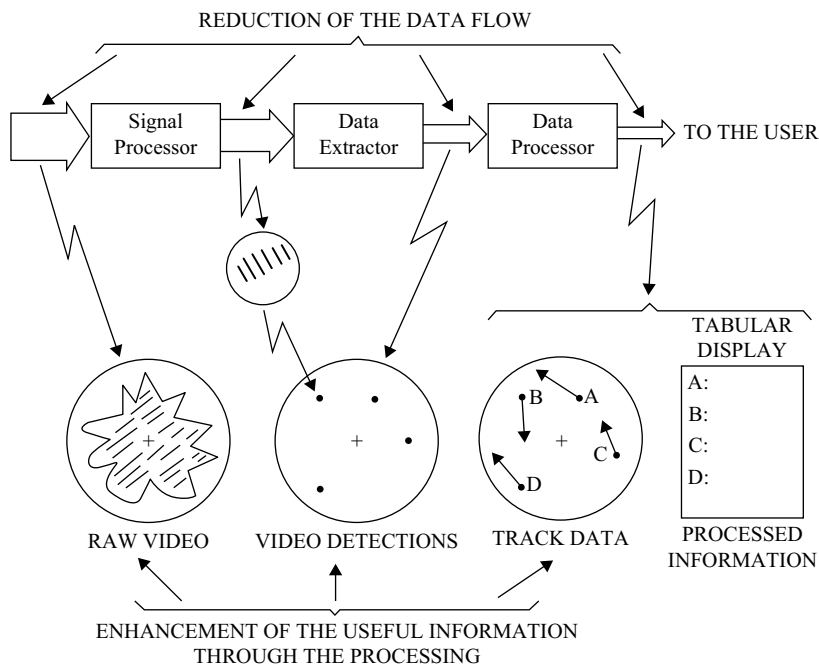 REDUCTION OF THE DATA FLOW
Signal
Processor
Data
Extractor
Data
Processor
TO THE USER
TABULAR
DISPLAY
A:
B:
C:
D:
B
A
C
D
RAW VIDEO
VIDEO DETECTIONS
TRACK DATA
PROCESSED
INFORMATION
ENHANCEMENT OF THE USEFUL INFORMATION
THROUGH THE PROCESSING